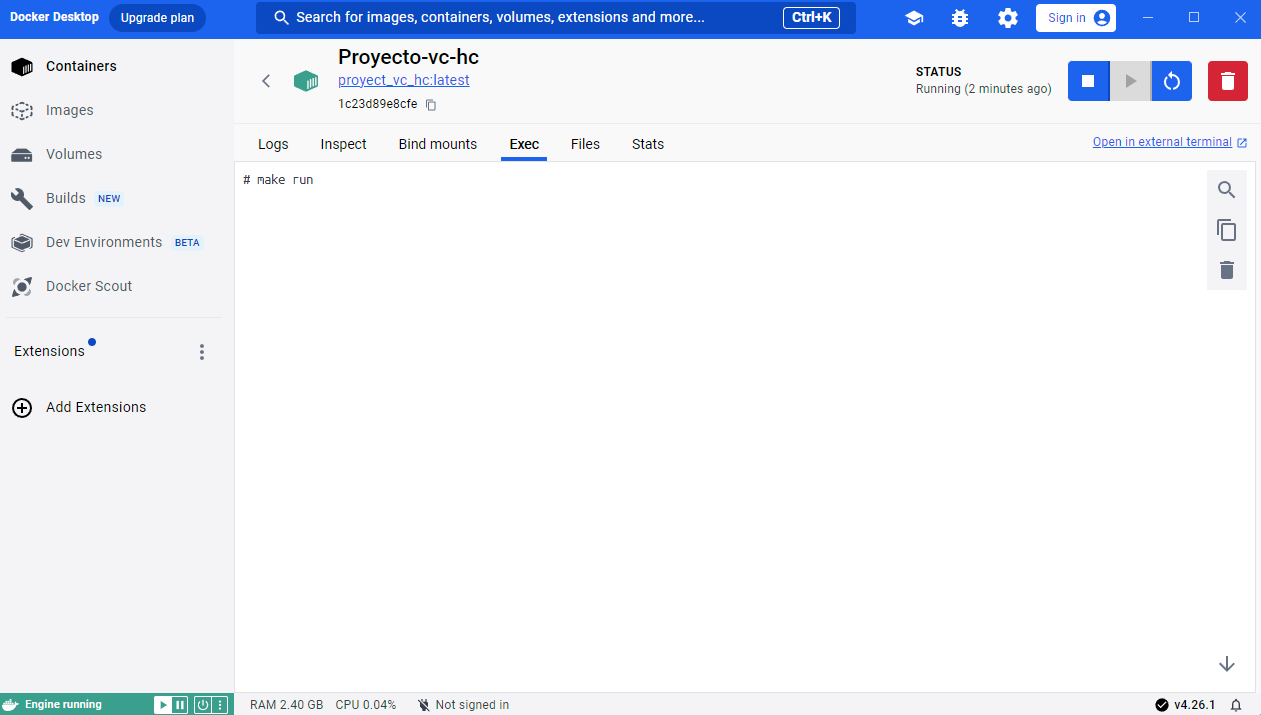 Docker Desktop Upgrade plan Search for images, containers, volumes, extensions and more... Ctrl+K Sign in
Containers
Images
Volumes
Builds NEW
Dev Environments BETA
Docker Scout
Extensions
Add Extensions
Proyecto-vc-hc
proyect_vc_hc:latest
1c23d89e8cfe
STATUS
Running (2 minutes ago)
Logs Inspect Bind mounts Exec Files Stats
Open in external terminal
# make run
Engine running RAM 2.40 GB CPU 0.04% Not signed in v4.26.1